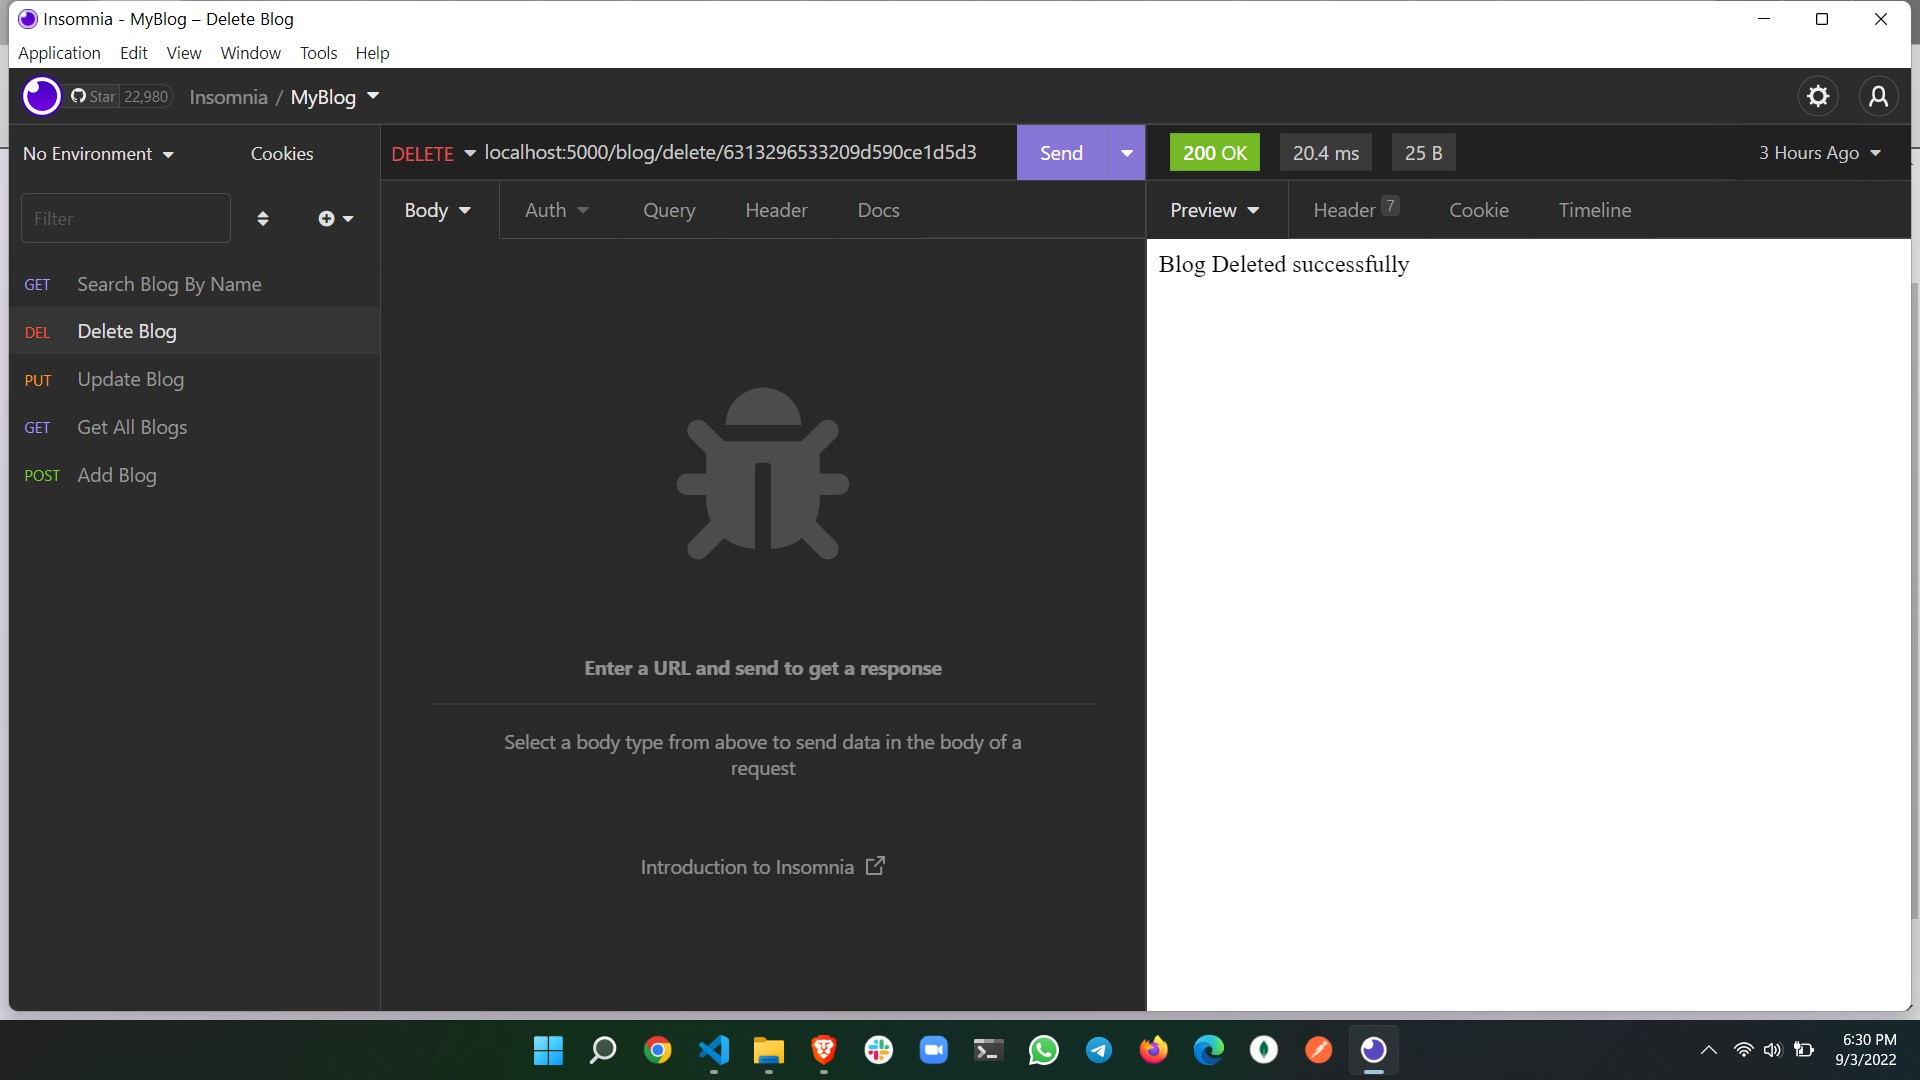 Insomnia - MyBlog – Delete Blog
Application Edit View Window Tools Help
Star 22,980 Insomnia / MyBlog
No Environment Cookies
DELETE localhost:5000/blog/delete/6313296533209d590ce1d5d3 Send
200 OK 20.4 ms 25 B 3 Hours Ago
Filter
Body Auth Query Header Docs
Preview Header 7 Cookie Timeline
Blog Deleted successfully
GET Search Blog By Name
DEL Delete Blog
PUT Update Blog
GET Get All Blogs
POST Add Blog
Enter a URL and send to get a response
Select a body type from above to send data in the body of a
request
Introduction to Insomnia
6:30 PM
9/3/2022